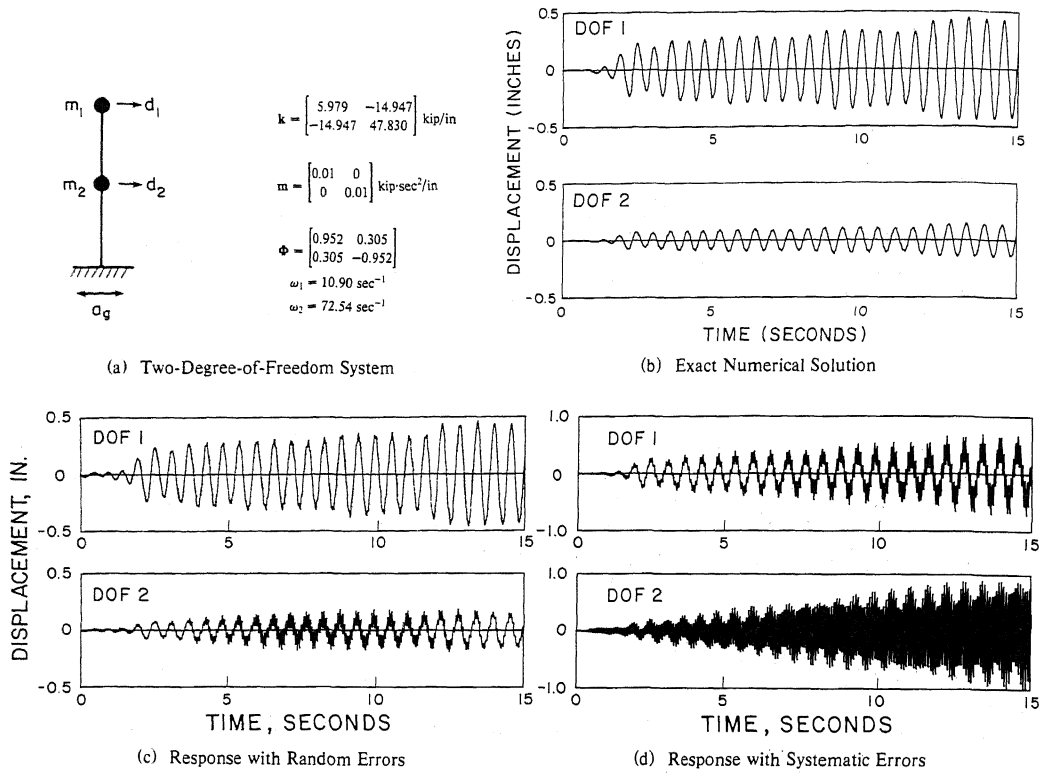 m₁ d₁
m₂ d₂
a_g
k = [5.979 −14.947
−14.947 47.830] kip/in
m = [0.01 0
0 0.01] kip·sec²/in
Φ = [0.952 0.305
0.305 −0.952]
ω₁ = 10.90 sec⁻¹
ω₂ = 72.54 sec⁻¹
(a) Two-Degree-of-Freedom System
DISPLACEMENT (INCHES)
0.5
DOF 1
0
-0.5
5 10 15
0.5
DOF 2
0
-0.5
0 5 10 15
TIME (SECONDS)
(b) Exact Numerical Solution
DISPLACEMENT, IN.
0.5
DOF 1
0
-0.5
0 5 10 15
0.5
DOF 2
0
-0.5
0 5 10 15
TIME, SECONDS
(c) Response with Random Errors
1.0
DOF 1
0
-1.0
0 5 10 15
1.0
DOF 2
0
-1.0
0 5 10 15
TIME, SECONDS
(d) Response with Systematic Errors